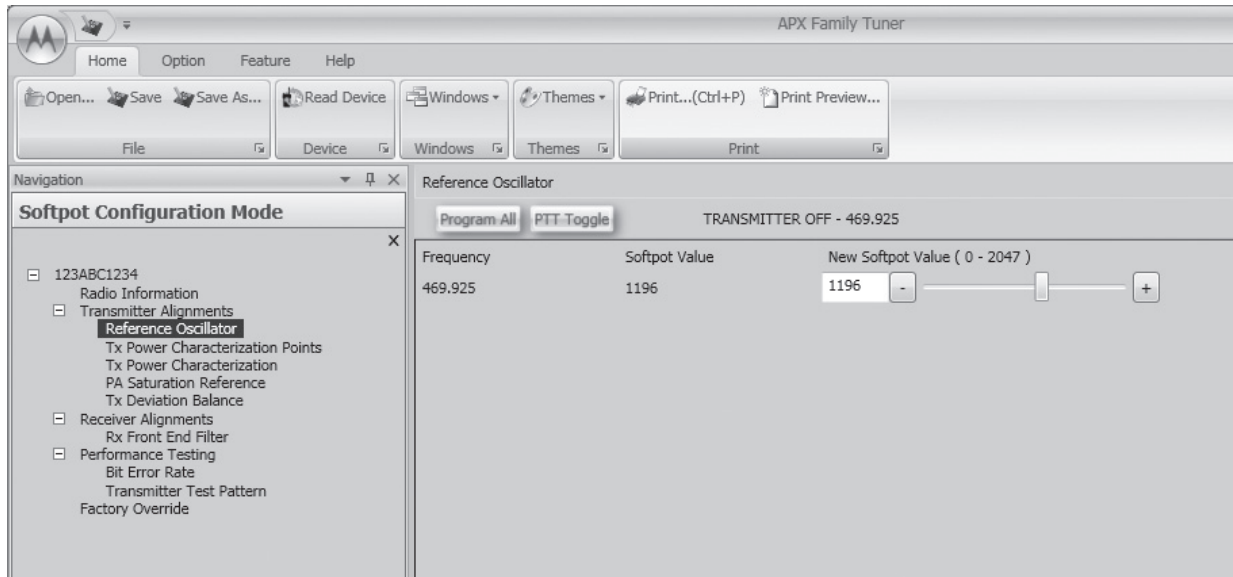 APX Family Tuner
Home Option Feature Help
Open... Save Save As... Read Device Windows Themes Print...(Ctrl+P) Print Preview...
File Device Windows Themes Print
Navigation
Softpot Configuration Mode
123ABC1234
Radio Information
Transmitter Alignments
Reference Oscillator
Tx Power Characterization Points
Tx Power Characterization
PA Saturation Reference
Tx Deviation Balance
Receiver Alignments
Rx Front End Filter
Performance Testing
Bit Error Rate
Transmitter Test Pattern
Factory Override
Reference Oscillator
Program All PTT Toggle TRANSMITTER OFF - 469.925
Frequency Softpot Value New Softpot Value ( 0 - 2047 )
469.925 1196 1196 - +